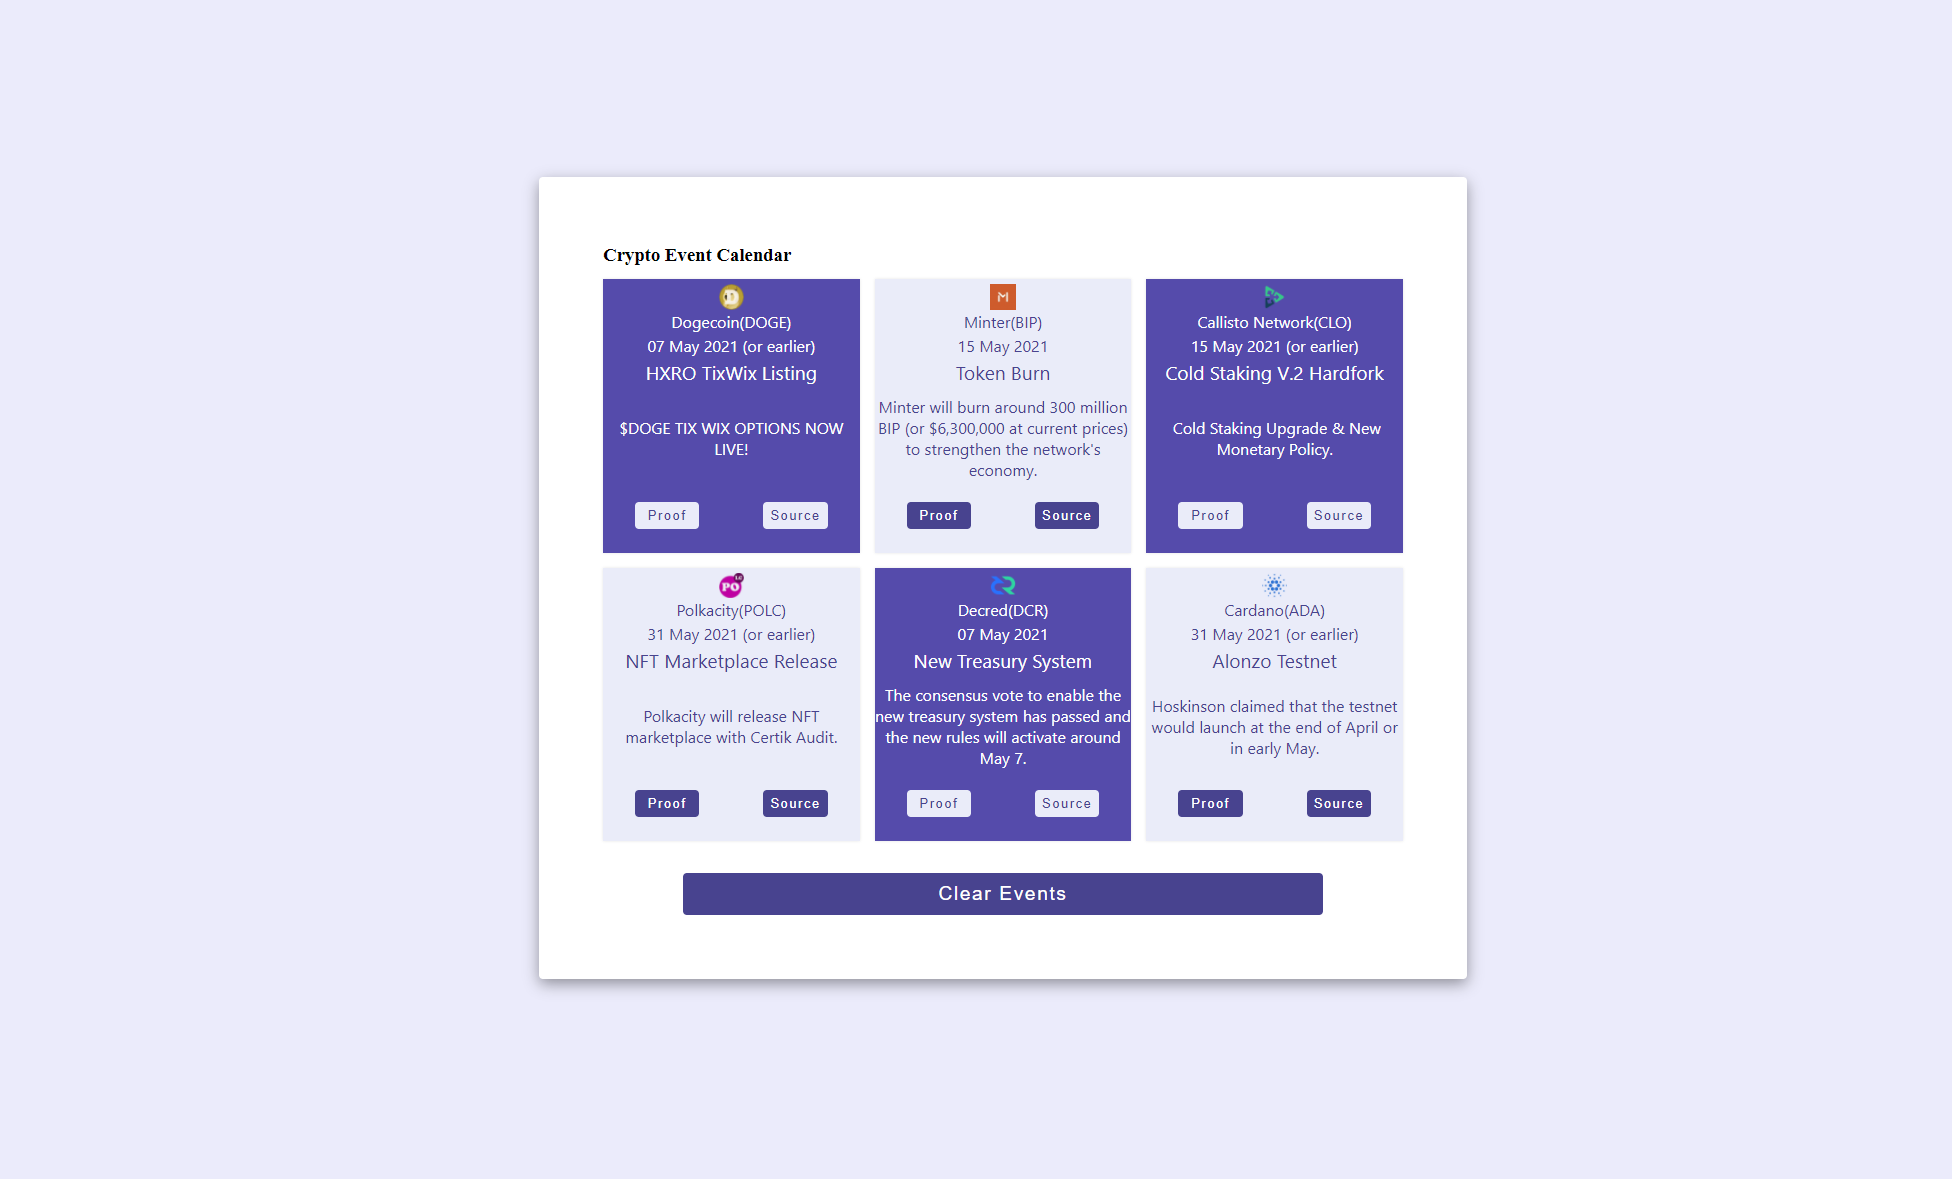 Crypto Event Calendar
Dogecoin(DOGE)
07 May 2021 (or earlier)
HXRO TixWix Listing
$DOGE TIX WIX OPTIONS NOW
LIVE!
Proof
Source
Minter(BIP)
15 May 2021
Token Burn
Minter will burn around 300 million
BIP (or $6,300,000 at current prices)
to strengthen the network's
economy.
Proof
Source
Callisto Network(CLO)
15 May 2021 (or earlier)
Cold Staking V.2 Hardfork
Cold Staking Upgrade & New
Monetary Policy.
Proof
Source
PO
Polkacity(POLC)
31 May 2021 (or earlier)
NFT Marketplace Release
Polkacity will release NFT
marketplace with Certik Audit.
Proof
Source
Decred(DCR)
07 May 2021
New Treasury System
The consensus vote to enable the
new treasury system has passed and
the new rules will activate around
May 7.
Proof
Source
Cardano(ADA)
31 May 2021 (or earlier)
Alonzo Testnet
Hoskinson claimed that the testnet
would launch at the end of April or
in early May.
Proof
Source
Clear Events